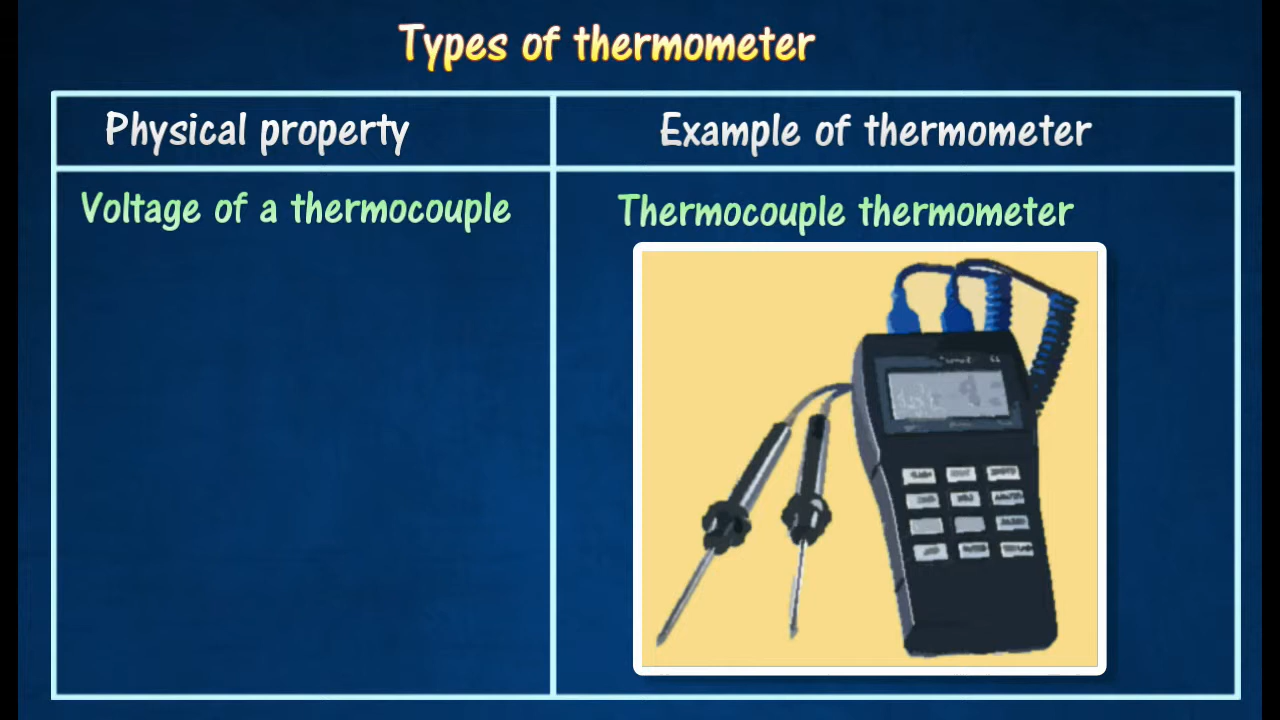 Types of thermometer
Physical property
Example of thermometer
Voltage of a thermocouple
Thermocouple thermometer